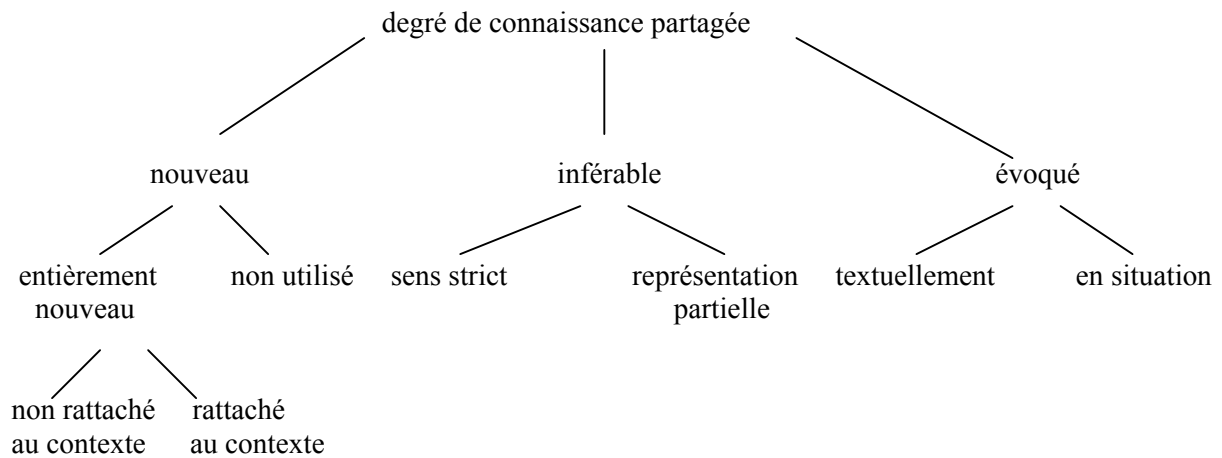 degré de connaissance partagée
nouveau
inférable
évoqué
entièrement
nouveau
non utilisé
sens strict
représentation
partielle
textuellement
en situation
non rattaché
au contexte
rattaché
au contexte